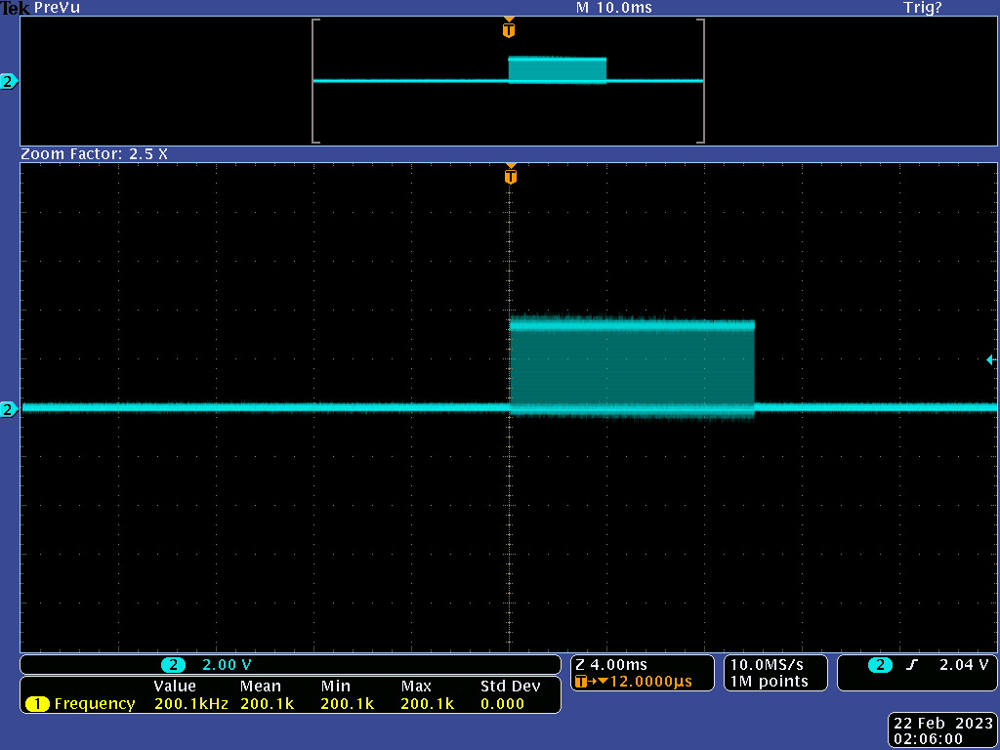 Tek PreVu M 10.0ms Trig?
T
2
Zoom Factor: 2.5 X
T
2
2 2.00 V Z 4.00ms 10.0MS/s 2 2.04 V
T→▼12.0000µs 1M points
Value Mean Min Max Std Dev
1 Frequency 200.1kHz 200.1k 200.1k 200.1k 0.000
22 Feb 2023
02:06:00